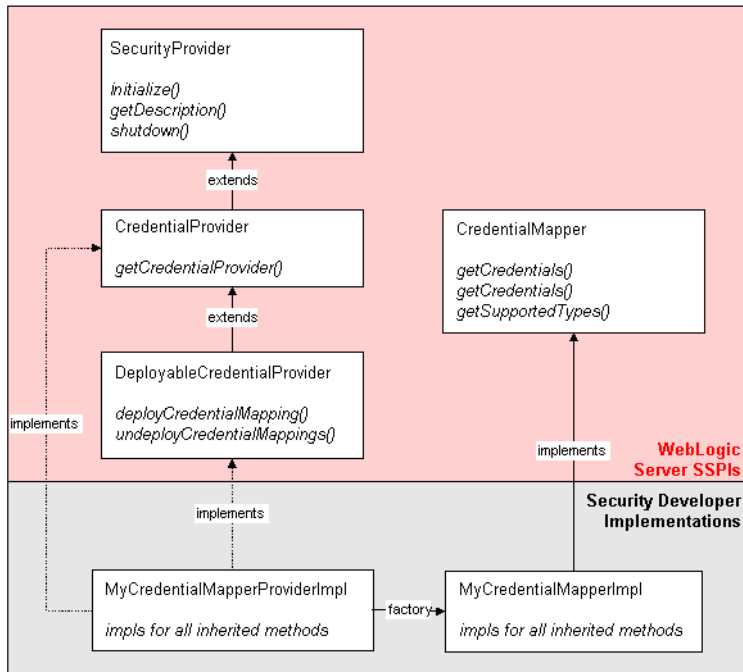 SecurityProvider
initialize()
getDescription()
shutdown()
extends
CredentialProvider
getCredentialProvider()
CredentialMapper
getCredentials()
getCredentials()
getSupportedTypes()
extends
DeployableCredentialProvider
deployCredentialMapping()
undeployCredentialMappings()
implements
implements
WebLogic
Server SSPIs
Security Developer
Implementations
implements
MyCredentialMapperProviderImpl
impls for all inherited methods
factory
MyCredentialMapperImpl
impls for all inherited methods